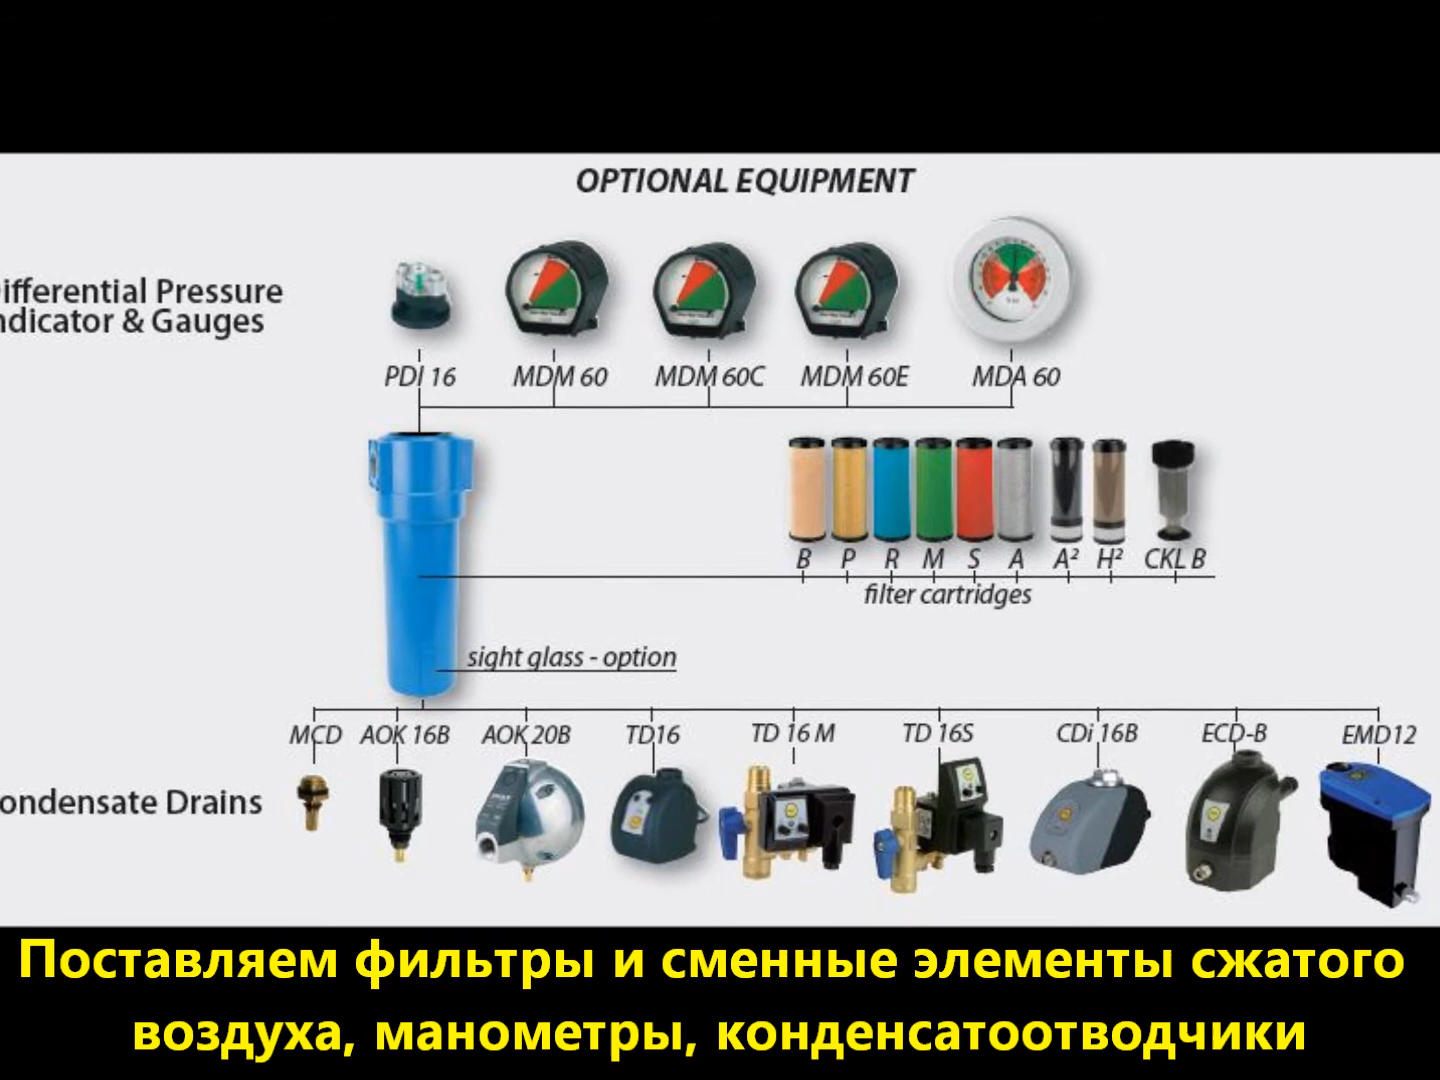 OPTIONAL EQUIPMENT
ifferential Pressure
ndicator & Gauges
PDI 16 MDM 60 MDM 60C MDM 60E MDA 60
B P R M S A A² H² CKL B
filter cartridges
sight glass - option
MCD AOK 16B AOK 20B TD16 TD 16 M TD 16S CDi 16B ECD-B EMD12
ondensate Drains
Поставляем фильтры и сменные элементы сжатого
воздуха, манометры, конденсатоотводчики